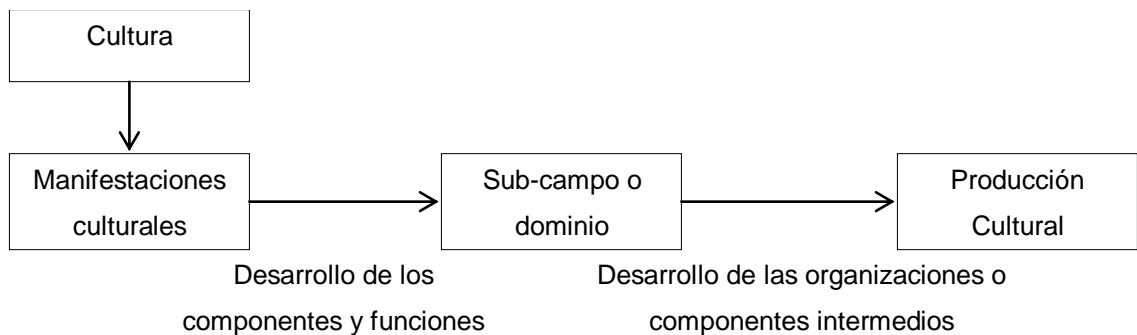 Cultura
Manifestaciones
culturales
Sub-campo o
dominio
Producción
Cultural
Desarrollo de los
componentes y funciones
Desarrollo de las organizaciones o
componentes intermedios